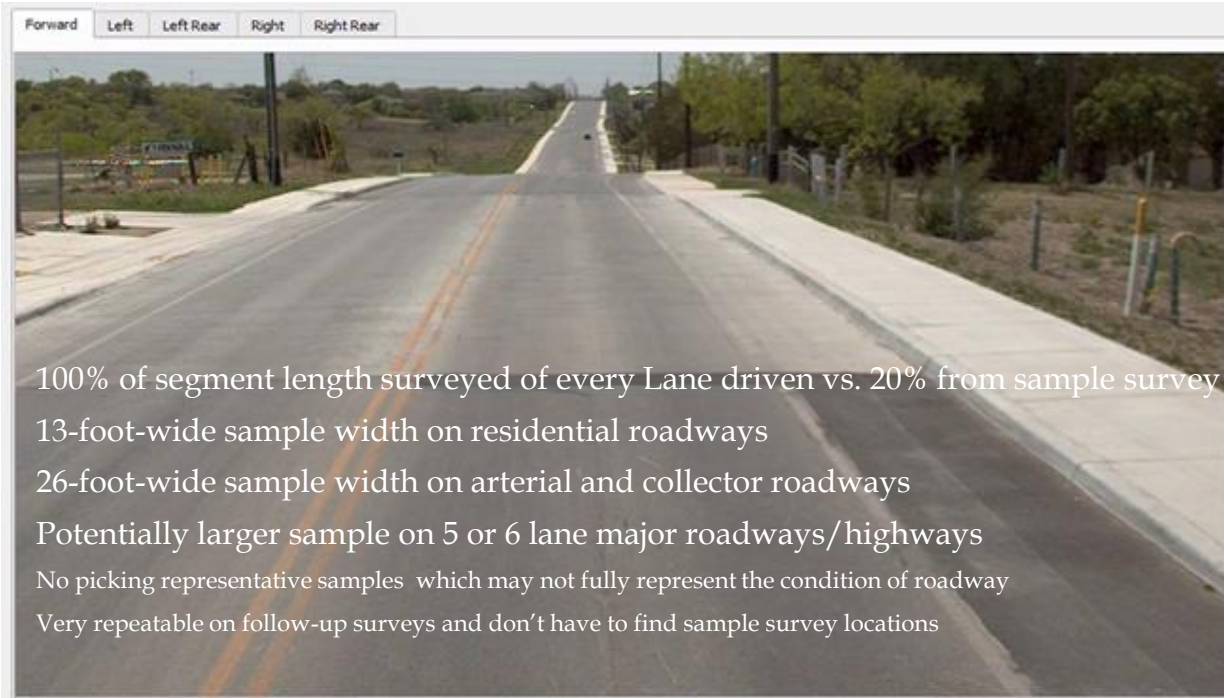 Forward Left Left Rear Right Right Rear
100% of segment length surveyed of every Lane driven vs. 20% from sample survey
13-foot-wide sample width on residential roadways
26-foot-wide sample width on arterial and collector roadways
Potentially larger sample on 5 or 6 lane major roadways/highways
No picking representative samples which may not fully represent the condition of roadway
Very repeatable on follow-up surveys and don’t have to find sample survey locations